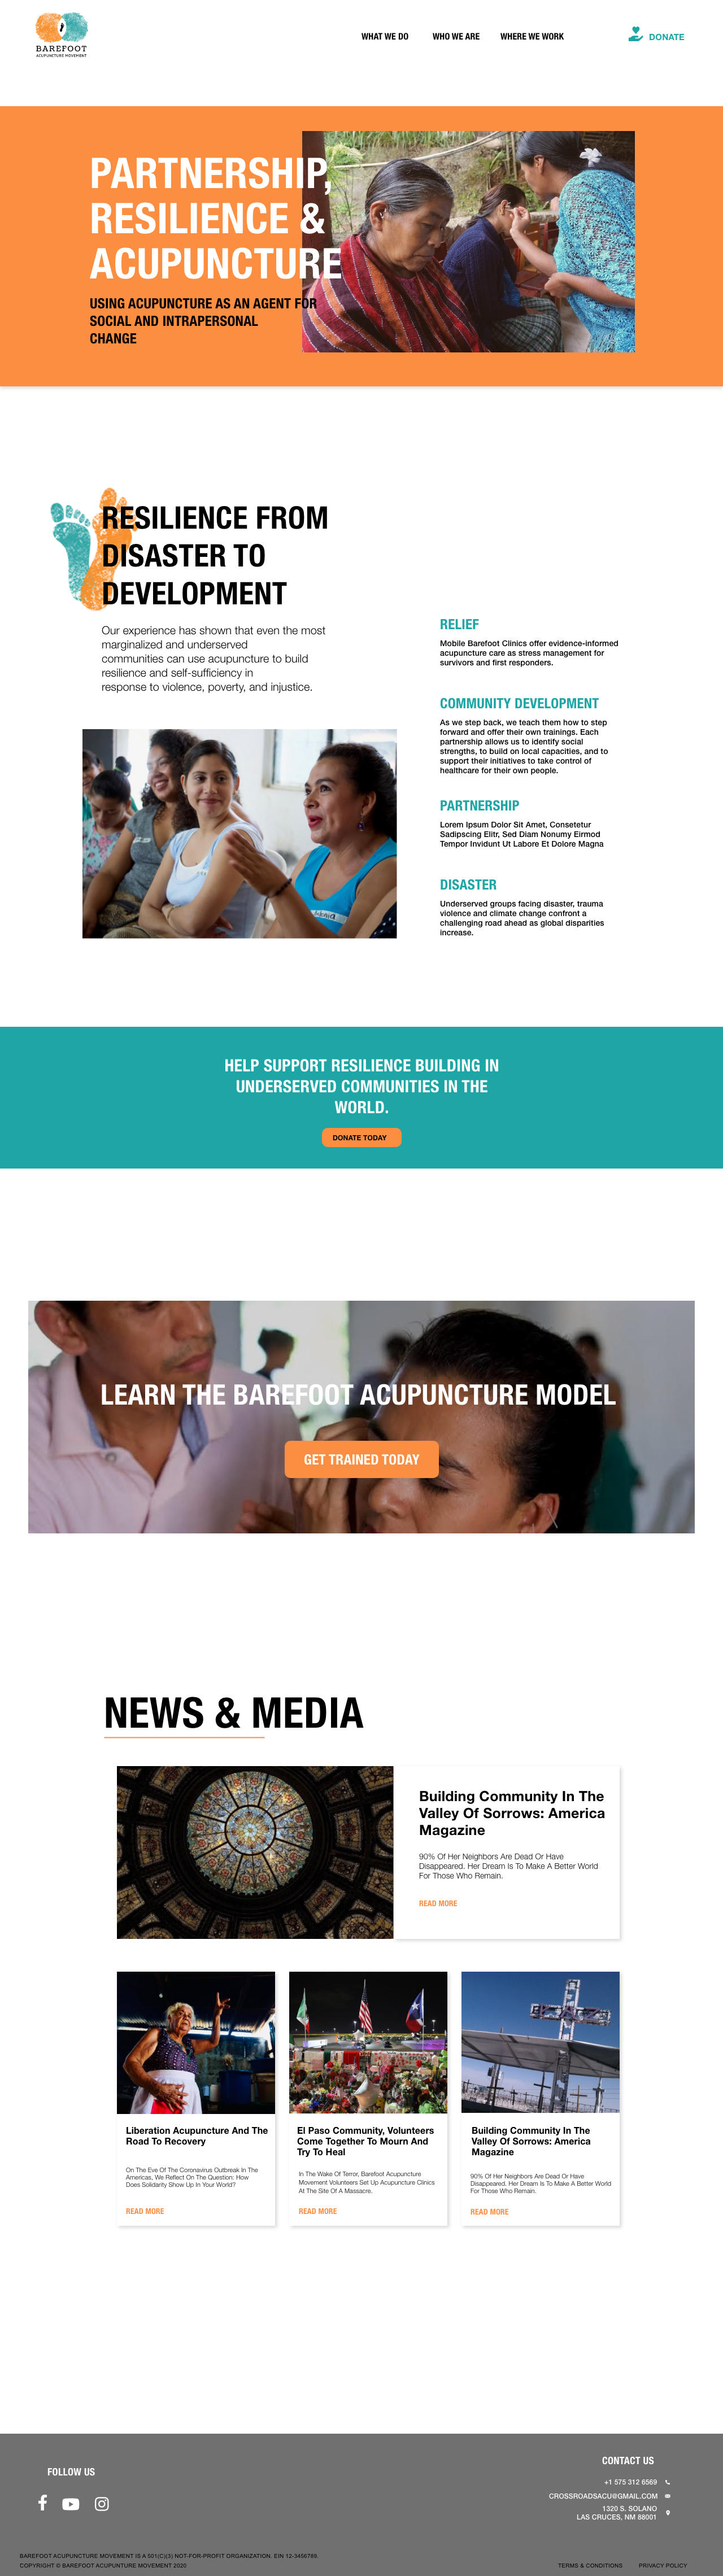 BAREFOOT
ACUPUNCTURE MOVEMENT
WHAT WE DO
WHO WE ARE
WHERE WE WORK
DONATE
PARTNERSHIP,
RESILIENCE &
ACUPUNCTURE
USING ACUPUNCTURE AS AN AGENT FOR
SOCIAL AND INTRAPERSONAL
CHANGE
RESILIENCE FROM
DISASTER TO
DEVELOPMENT
Our experience has shown that even the most
marginalized and underserved
communities can use acupuncture to build
resilience and self-sufficiency in
response to violence, poverty, and injustice.
RELIEF
Mobile Barefoot Clinics offer evidence-informed
acupuncture care as stress management for
survivors and first responders.
COMMUNITY DEVELOPMENT
As we step back, we teach them how to step
forward and offer their own trainings. Each
partnership allows us to identify social
strengths, to build on local capacities, and to
support their initiatives to take control of
healthcare for their own people.
PARTNERSHIP
Lorem Ipsum Dolor Sit Amet, Consetetur
Sadipscing Elitr, Sed Diam Nonumy Eirmod
Tempor Invidunt Ut Labore Et Dolore Magna
DISASTER
Underserved groups facing disaster, trauma
violence and climate change confront a
challenging road ahead as global disparities
increase.
HELP SUPPORT RESILIENCE BUILDING IN
UNDERSERVED COMMUNITIES IN THE
WORLD.
DONATE TODAY
LEARN THE BAREFOOT ACUPUNCTURE MODEL
GET TRAINED TODAY
NEWS & MEDIA
Building Community In The
Valley Of Sorrows: America
Magazine
90% Of Her Neighbors Are Dead Or Have
Disappeared. Her Dream Is To Make A Better World
For Those Who Remain.
READ MORE
Liberation Acupuncture And The
Road To Recovery
On The Eve Of The Coronavirus Outbreak In The
Americas, We Reflect On The Question: How
Does Solidarity Show Up In Your World?
READ MORE
El Paso Community, Volunteers
Come Together To Mourn And
Try To Heal
In The Wake Of Terror, Barefoot Acupuncture
Movement Volunteers Set Up Acupuncture Clinics
At The Site Of A Massacre.
READ MORE
Building Community In The
Valley Of Sorrows: America
Magazine
90% Of Her Neighbors Are Dead Or Have
Disappeared. Her Dream Is To Make A Better World
For Those Who Remain.
READ MORE
FOLLOW US
CONTACT US
+1 575 312 6569
CROSSROADSACU@GMAIL.COM
1320 S. SOLANO
LAS CRUCES, NM 88001
BAREFOOT ACUPUNCTURE MOVEMENT IS A 501(C)(3) NOT-FOR-PROFIT ORGANIZATION. EIN 12-3456789
COPYRIGHT © BAREFOOT ACUPUNTURE MOVEMENT 2020
TERMS & CONDITIONS
PRIVACY POLICY